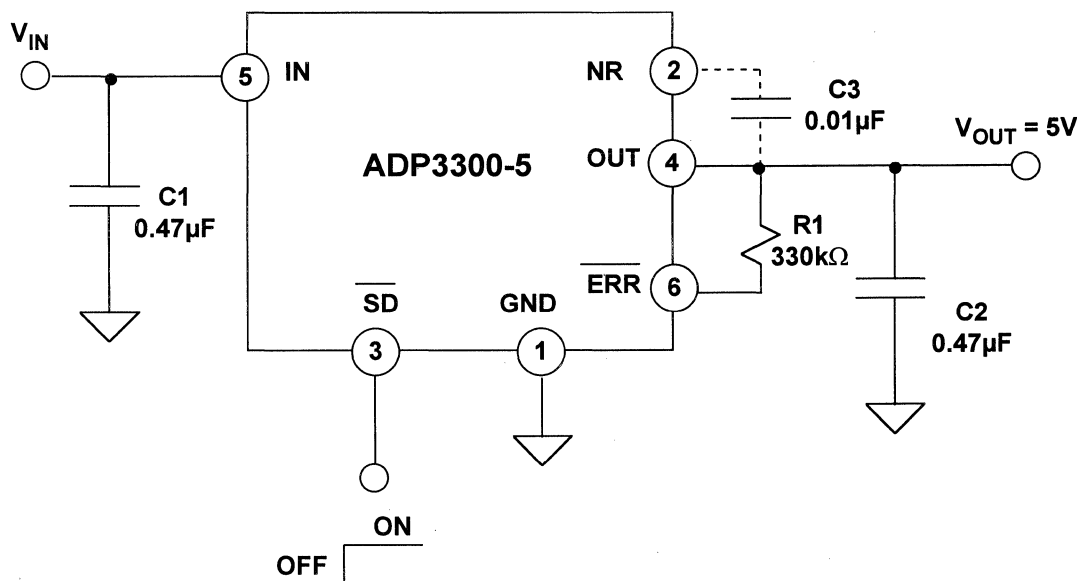 V_IN
5
IN
ADP3300-5
NR
2
C3
0.01µF
V_OUT = 5V
OUT
4
C1
0.47µF
R1
330kΩ
ERR
6
C2
0.47µF
SD
3
GND
1
ON
OFF